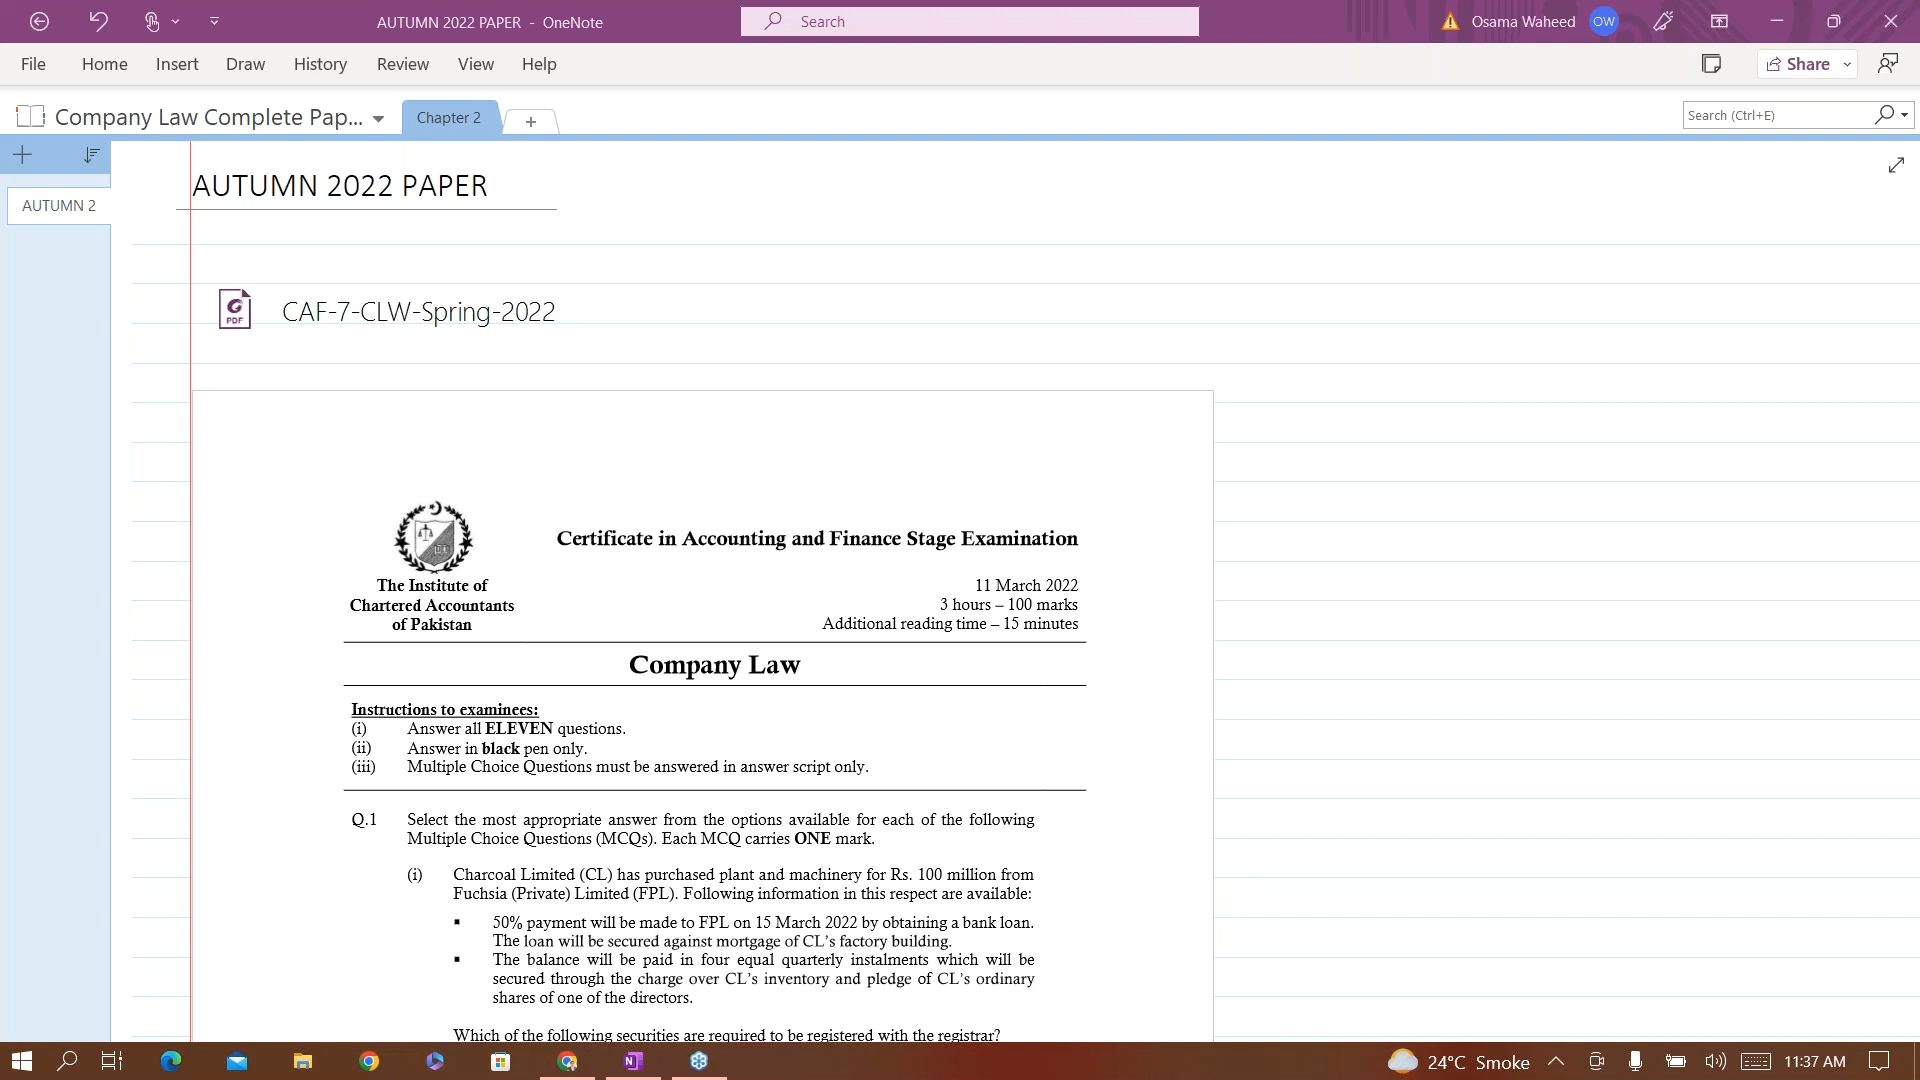 AUTUMN 2022 PAPER - OneNote
Search
Osama Waheed
OW
File Home Insert Draw History Review View Help
Share
Company Law Complete Pap...
Chapter 2
+
Search (Ctrl+E)
AUTUMN 2
AUTUMN 2022 PAPER
G
PDF
CAF-7-CLW-Spring-2022
The Institute of
Chartered Accountants
of Pakistan
Certificate in Accounting and Finance Stage Examination
11 March 2022
3 hours – 100 marks
Additional reading time – 15 minutes
Company Law
Instructions to examinees:
(i) Answer all ELEVEN questions.
(ii) Answer in black pen only.
(iii) Multiple Choice Questions must be answered in answer script only.
Q.1 Select the most appropriate answer from the options available for each of the following
Multiple Choice Questions (MCQs). Each MCQ carries ONE mark.
(i) Charcoal Limited (CL) has purchased plant and machinery for Rs. 100 million from
Fuchsia (Private) Limited (FPL). Following information in this respect are available:
▪ 50% payment will be made to FPL on 15 March 2022 by obtaining a bank loan.
The loan will be secured against mortgage of CL's factory building.
▪ The balance will be paid in four equal quarterly instalments which will be
secured through the charge over CL's inventory and pledge of CL's ordinary
shares of one of the directors.
Which of the following securities are required to be registered with the registrar?
N
24°C Smoke
11:37 AM